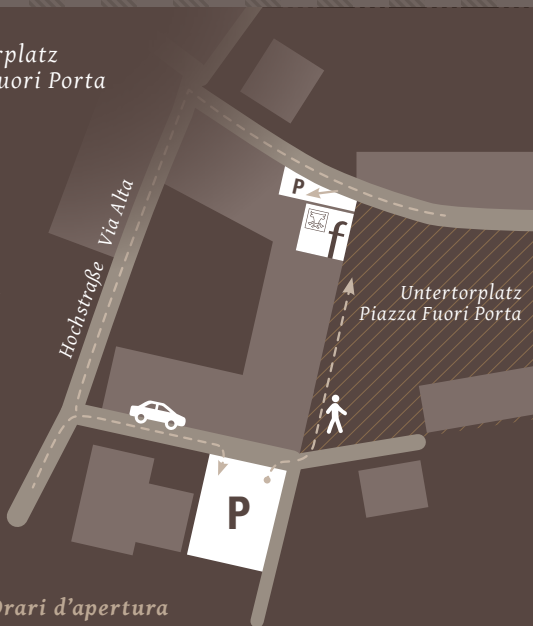 rplatz
uori Porta
P
f
Hochstraße Via Alta
Untertorplatz
Piazza Fuori Porta
P
Orari d’apertura